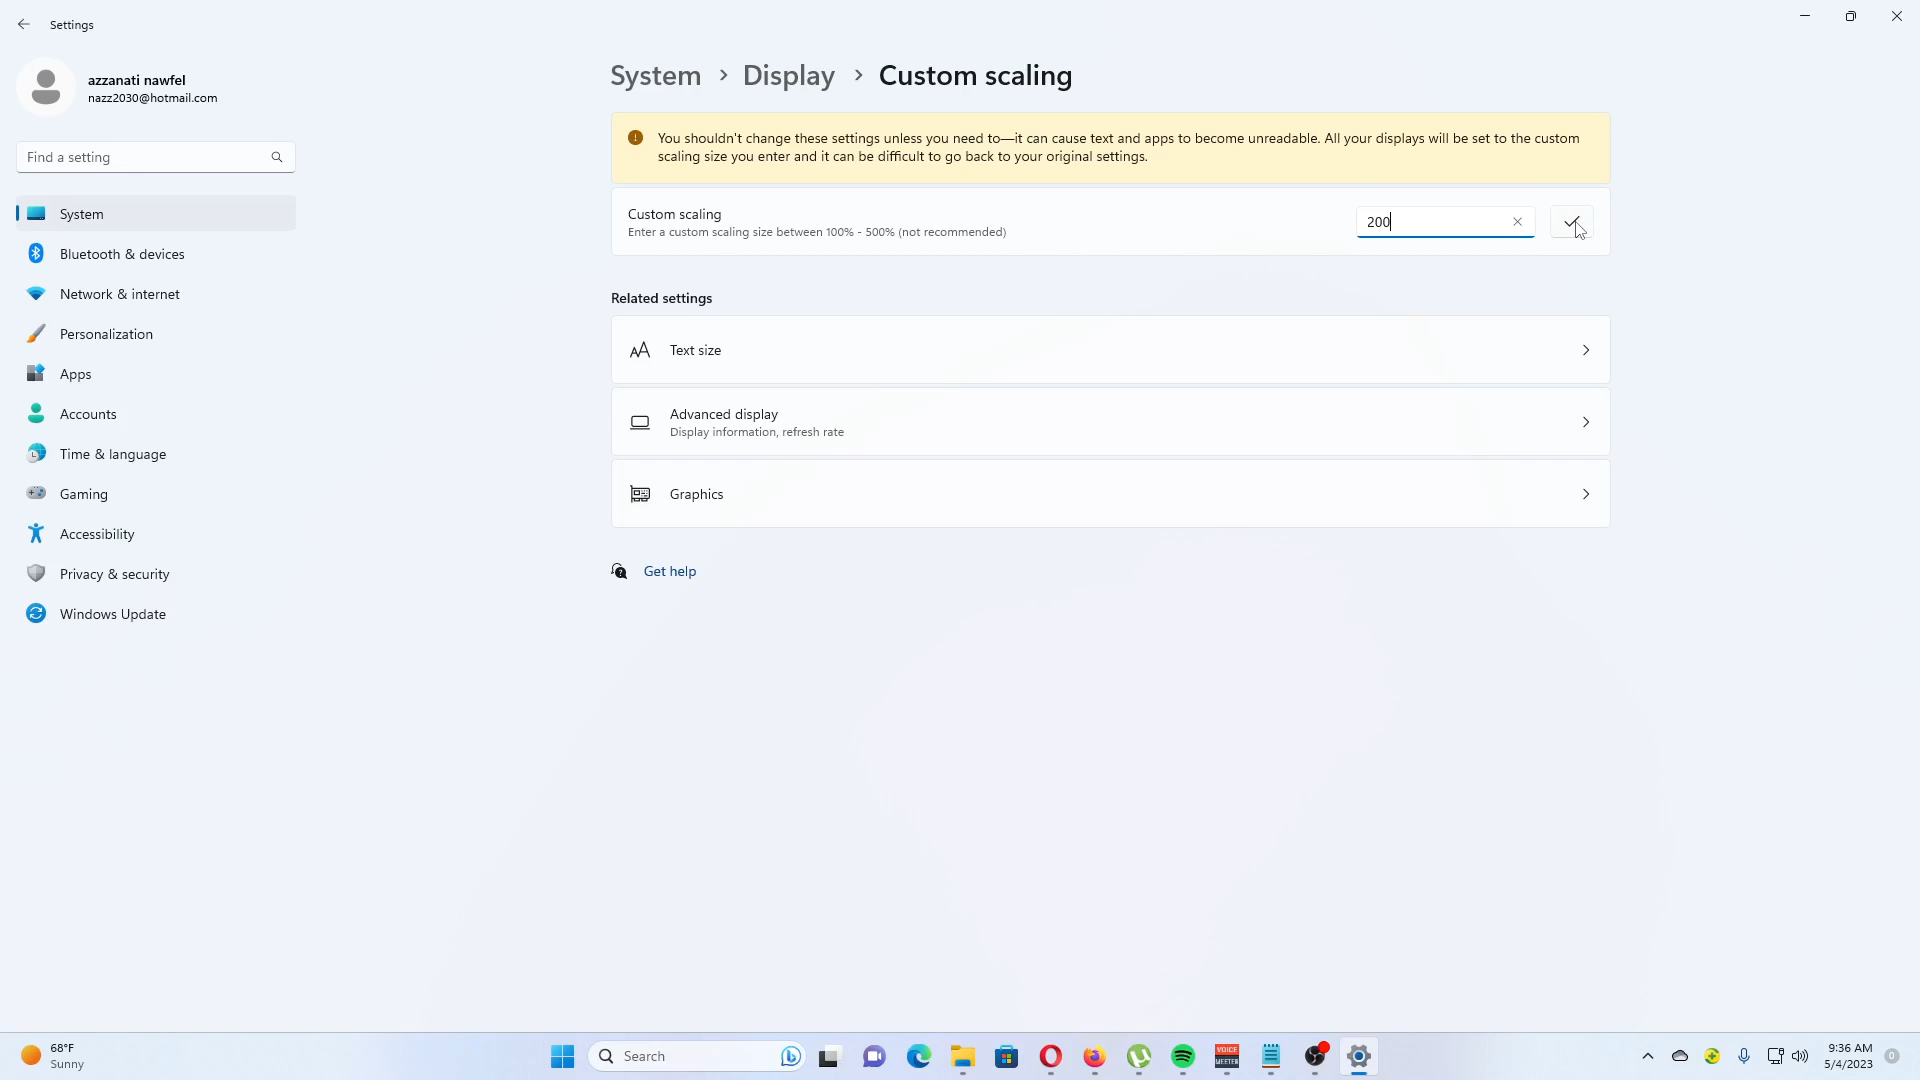 Settings
azzanati nawfel
nazz2030@hotmail.com
Find a setting
System
Bluetooth & devices
Network & internet
Personalization
Apps
Accounts
Time & language
Gaming
Accessibility
Privacy & security
Windows Update
System > Display > Custom scaling
You shouldn't change these settings unless you need to—it can cause text and apps to become unreadable. All your displays will be set to the custom
scaling size you enter and it can be difficult to go back to your original settings.
Custom scaling
Enter a custom scaling size between 100% - 500% (not recommended)
200
Related settings
Text size
Advanced display
Display information, refresh rate
Graphics
Get help
68°F
Sunny
Search
VOICE
MEETER
9:36 AM
5/4/2023
0